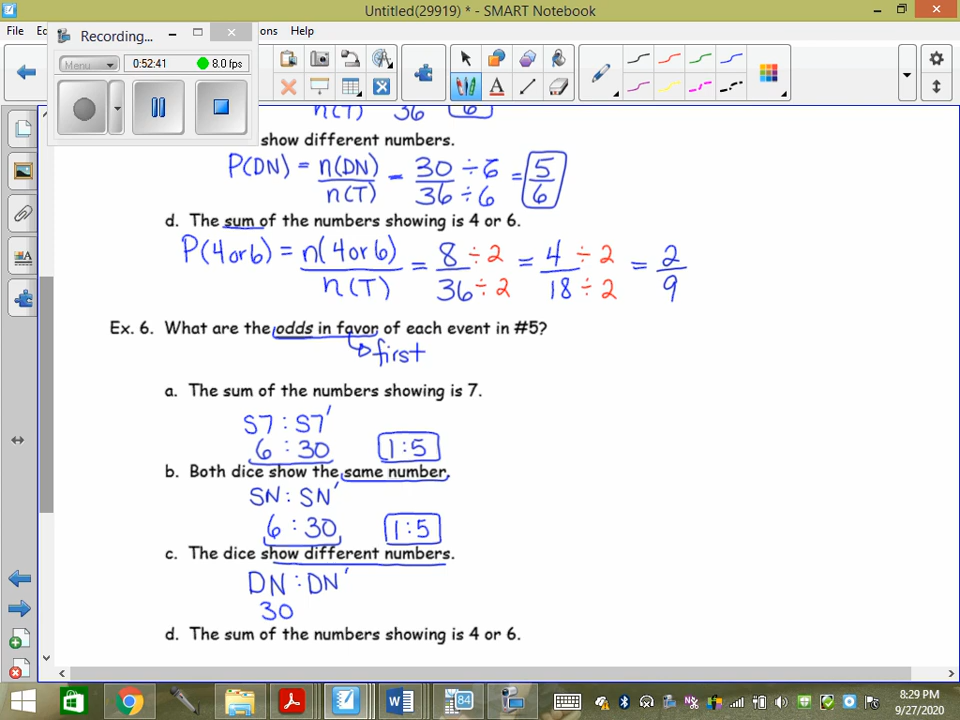 Untitled(29919) * - SMART Notebook
File
ons Help
Recording...
Menu
0:52:41
8.0 fps
n(T) 36 6
show different numbers.
P(DN) = n(DN)/n(T) = 30 ÷6/36 ÷6 = 5/6
d. The sum of the numbers showing is 4 or 6.
P(4 or 6) = n(4 or 6)/n(T) = 8 ÷2/36 ÷2 = 4 ÷2/18 ÷2 = 2/9
Ex. 6. What are the odds in favor of each event in #5?
first
a. The sum of the numbers showing is 7.
S7 : S7'
6 : 30 1:5
b. Both dice show the same number.
SN : SN'
6 : 30 1:5
c. The dice show different numbers.
DN : DN'
30
d. The sum of the numbers showing is 4 or 6.
8:29 PM
9/27/2020